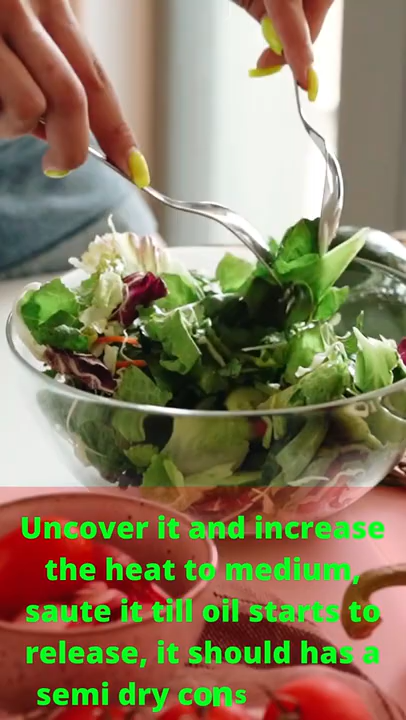 Uncover it and increase
the heat to medium,
saute it till oil starts to
release, it should has a
semi dry cons